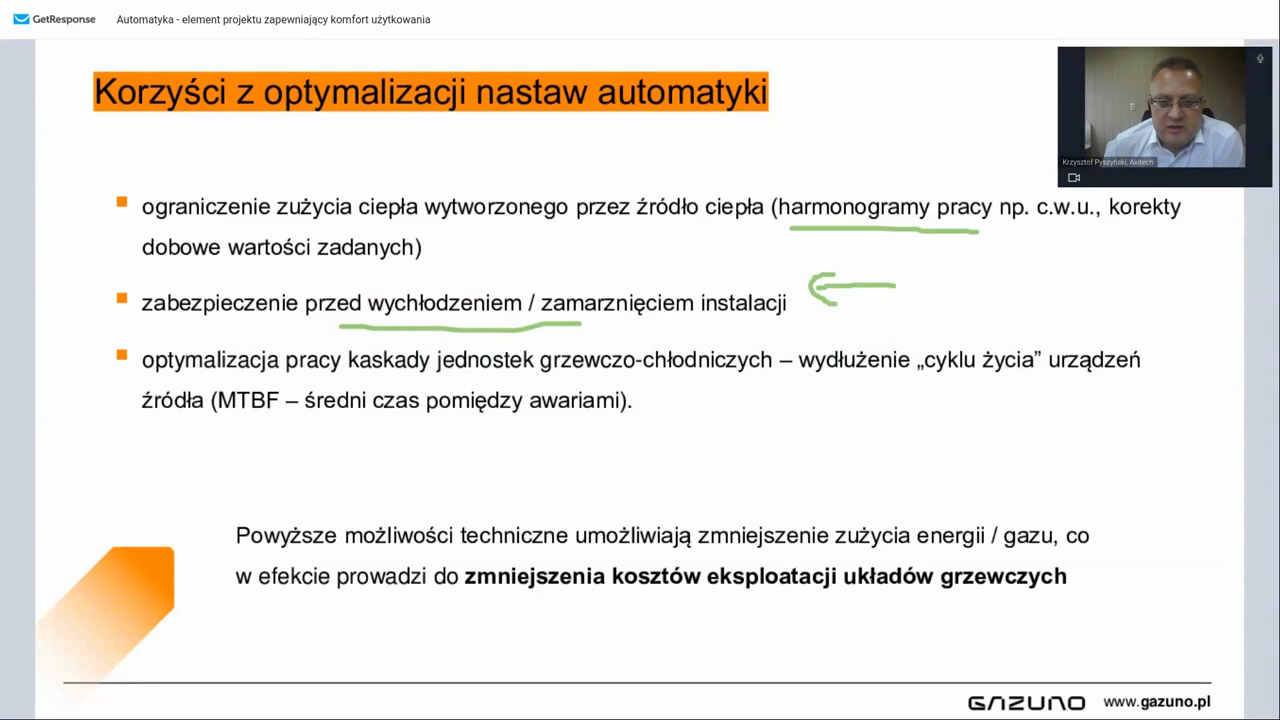 GetResponse Automatyka - element projektu zapewniający komfort użytkowania
Korzyści z optymalizacji nastaw automatyki
Krzysztof Pyszyński, Axitech
ograniczenie zużycia ciepła wytworzonego przez źródło ciepła (harmonogramy pracy np. c.w.u., korekty
dobowe wartości zadanych)
zabezpieczenie przed wychłodzeniem / zamarznięciem instalacji
optymalizacja pracy kaskady jednostek grzewczo-chłodniczych – wydłużenie „cyklu życia” urządzeń
źródła (MTBF – średni czas pomiędzy awariami).
Powyższe możliwości techniczne umożliwiają zmniejszenie zużycia energii / gazu, co
w efekcie prowadzi do zmniejszenia kosztów eksploatacji układów grzewczych
GAZUNO www.gazuno.pl